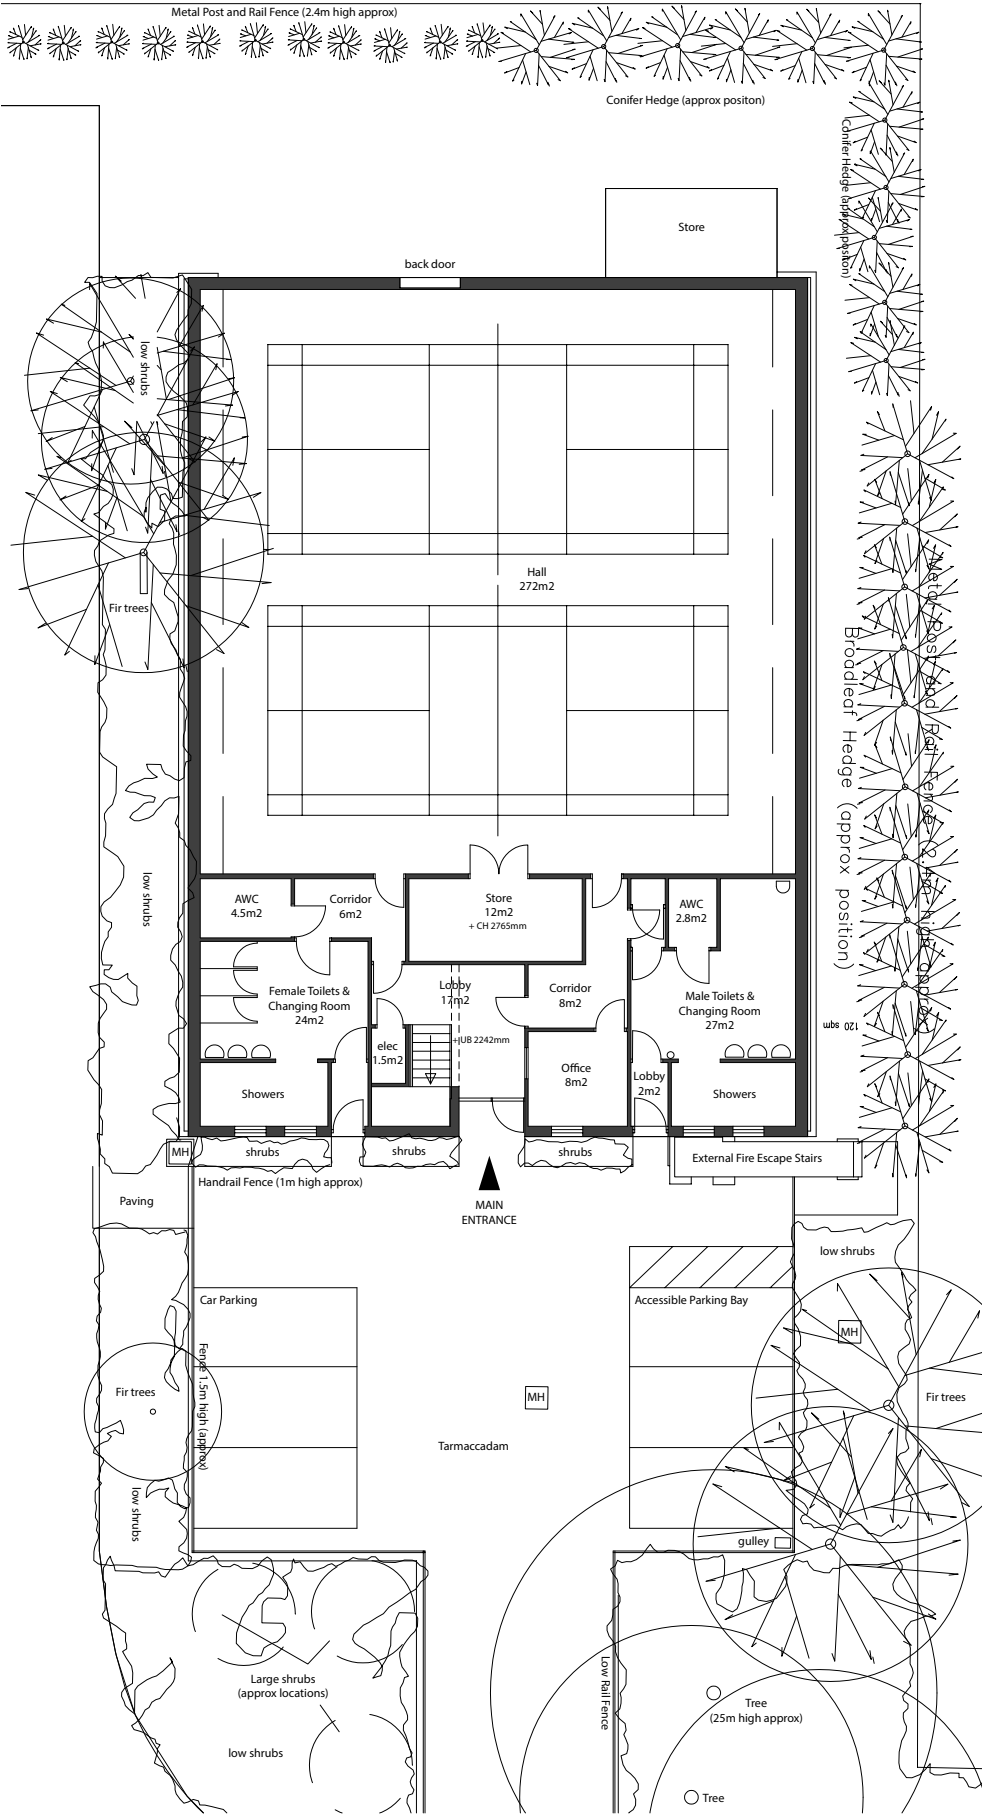 Metal Post and Rail Fence (2.4m high approx)
Conifer Hedge (approx positon)
Conifer Hedge (approx positon)
Store
back door
low shrubs
Hall
272m2
Fir trees
Metal Post and Rail Fence (2.4m high approx)
Broadleaf Hedge (approx position)
low shrubs
AWC
4.5m2
Corridor
6m2
Store
12m2
+ CH 2765mm
AWC
2.8m2
Female Toilets &
Changing Room
24m2
Lobby
17m2
Corridor
8m2
Male Toilets &
Changing Room
27m2
120 sqm
elec
1.5m2
+ UB 2242mm
Office
8m2
Lobby
2m2
Showers
Showers
MH
shrubs
shrubs
shrubs
External Fire Escape Stairs
Handrail Fence (1m high approx)
Paving
MAIN
ENTRANCE
low shrubs
Car Parking
Accessible Parking Bay
MH
Fence 1.5m high (approx)
Fir trees
MH
Fir trees
Tarmaccadam
low shrubs
gulley
Large shrubs
(approx locations)
Low Rail Fence
Tree
(25m high approx)
low shrubs
Tree